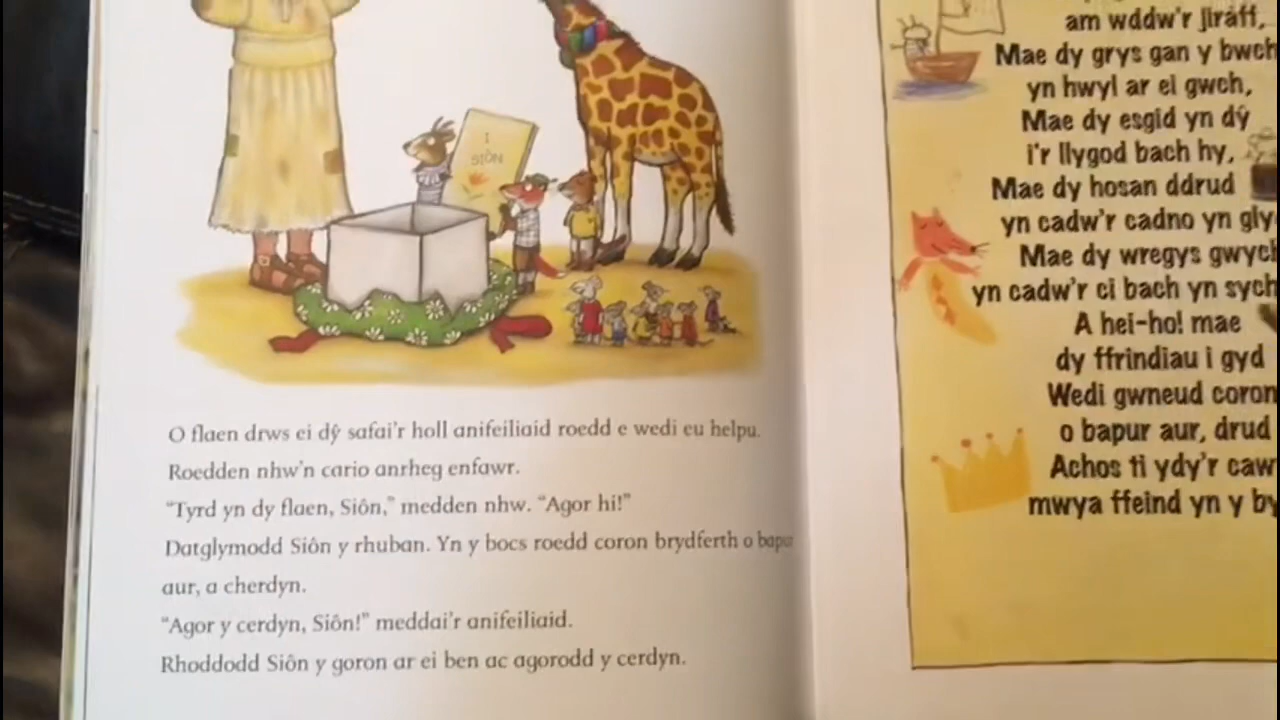 I
SIÔN
O flaen drws ei dŷ safai'r holl anifeiliaid roedd e wedi eu helpu.
Roedden nhw'n cario anrheg enfawr.
“Tyrd yn dy flaen, Siôn,” medden nhw. “Agor hi!”
Datglymodd Siôn y rhuban. Yn y bocs roedd coron brydferth o bapur
aur, a cherdyn.
“Agor y cerdyn, Siôn!” meddai'r anifeiliaid.
Rhoddodd Siôn y goron ar ei ben ac agorodd y cerdyn.
am wddw'r jiráff,
Mae dy grys gan y bwch
yn hwyl ar ei gwch,
Mae dy esgid yn dŷ
i'r llygod bach hy,
Mae dy hosan ddrud
yn cadw'r cadno yn
Mae dy wregys gwych
yn cadw'r ci bach yn sych
A hei-ho! mae
dy ffrindiau i gyd
Wedi gwneud coron
o bapur aur, drud
Achos ti ydy'r
mwya ffeind yn y